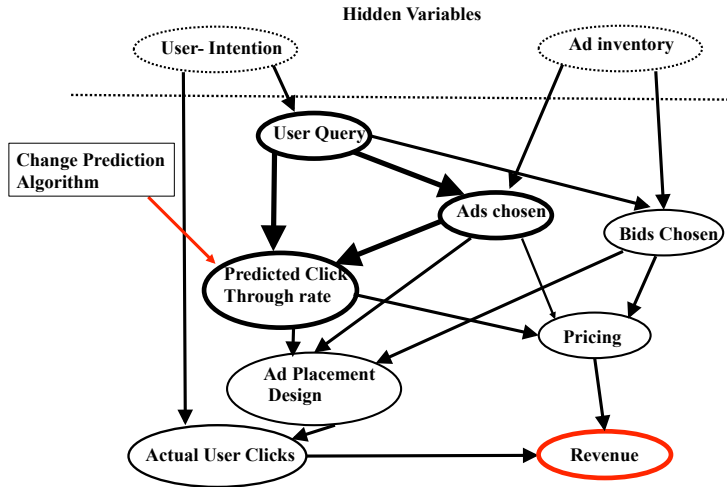 Hidden Variables
User- Intention
Ad inventory
User Query
Change Prediction
Algorithm
Ads chosen
Bids Chosen
Predicted Click
Through rate
Pricing
Ad Placement
Design
Actual User Clicks
Revenue